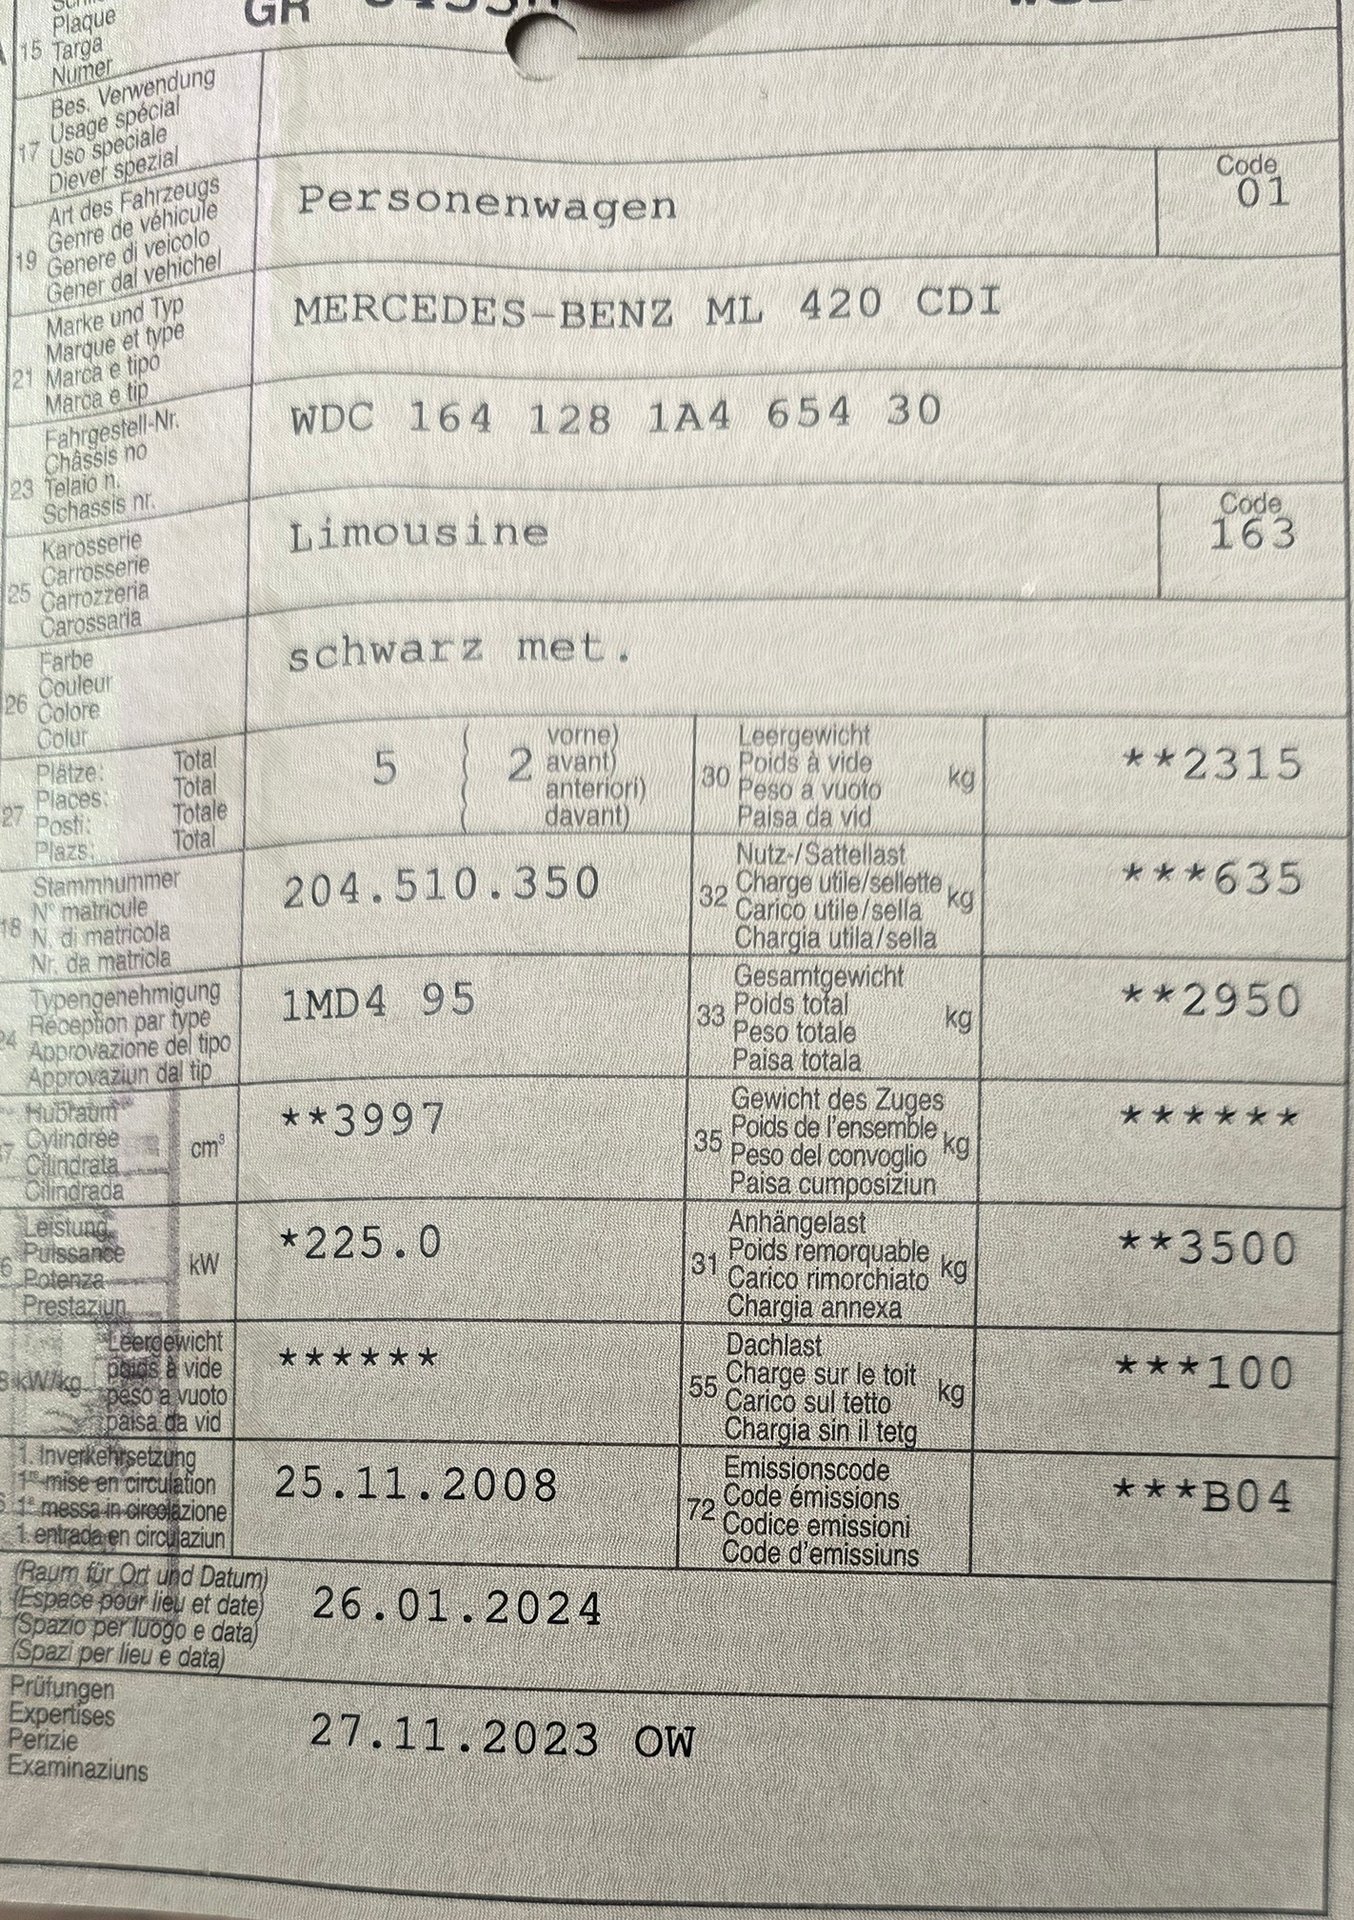 Plaque
15 Targa
Numer
GR
Bes. Verwendung
Usage spécial
17 Uso speciale
Diever spezial
Art des Fahrzeugs
Genre de véhicule
19 Genere di veicolo
Gener dal vehichel
Personenwagen
Code
01
Marke und Typ
Marque et type
21 Marca e tipo
Marca e tip
MERCEDES-BENZ ML 420 CDI
Fahrgestell-Nr.
Châssis no
23 Telaio n.
Schassis nr.
WDC 164 128 1A4 654 30
Karosserie
Carrosserie
25 Carrozzeria
Carossaria
Limousine
Code
163
Farbe
Couleur
26 Colore
Colur
schwarz met.
Plätze: Total
Places: Total
27 Posti: Totale
Plazs: Total
5 ( 2 vorne)
( avant)
( anteriori)
( davant)
Leergewicht
30 Poids à vide kg
Peso a vuoto
Paisa da vid
**2315
Stammnummer
N° matricule
18 N. di matricola
Nr. da matricla
204.510.350
Nutz-/Sattellast
32 Charge utile/sellette kg
Carico utile/sella
Chargia utila/sella
***635
Typengenehmigung
Réception par type
24 Approvazione del tipo
Approvaziun dal tip
1MD4 95
Gesamtgewicht
33 Poids total kg
Peso totale
Paisa totala
**2950
Hubraum
Cylindrée
7 Cilindrata cm³
Cilindrada
**3997
Gewicht des Zuges
35 Poids de l'ensemble kg
Peso del convoglio
Paisa cumposiziun
******
Leistung
Puissance
6 Potenza kW
Prestaziun
*225.0
Anhängelast
31 Poids remorquable kg
Carico rimorchiato
Chargia annexa
**3500
Leergewicht
poids à vide
8 kW/kg peso a vuoto
paisa da vid
******
Dachlast
55 Charge sur le toit kg
Carico sul tetto
Chargia sin il tetg
***100
1. Inverkehrsetzung
1re mise en circulation
1a messa in circolazione
1. entrada en circulaziun
25.11.2008
Emissionscode
72 Code émissions
Codice emissioni
Code d'emissiuns
***B04
(Raum für Ort und Datum)
(Espace pour lieu et date)
(Spazio per luogo e data)
(Spazi per lieu e data)
26.01.2024
Prüfungen
Expertises
Perizie
Examinaziuns
27.11.2023 OW